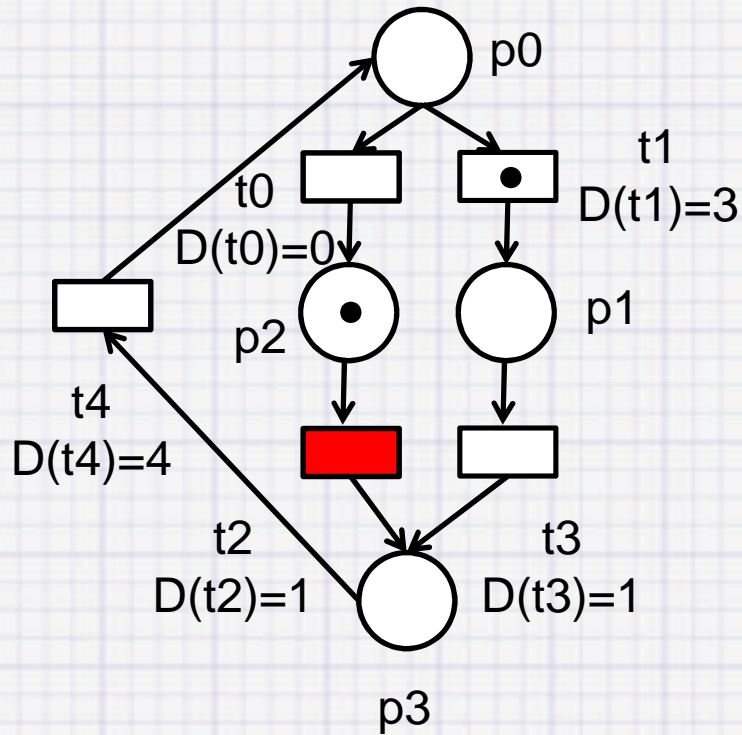 p0
t1
D(t1)=3
t0
D(t0)=0
p2
p1
t4
D(t4)=4
t2
D(t2)=1
t3
D(t3)=1
p3